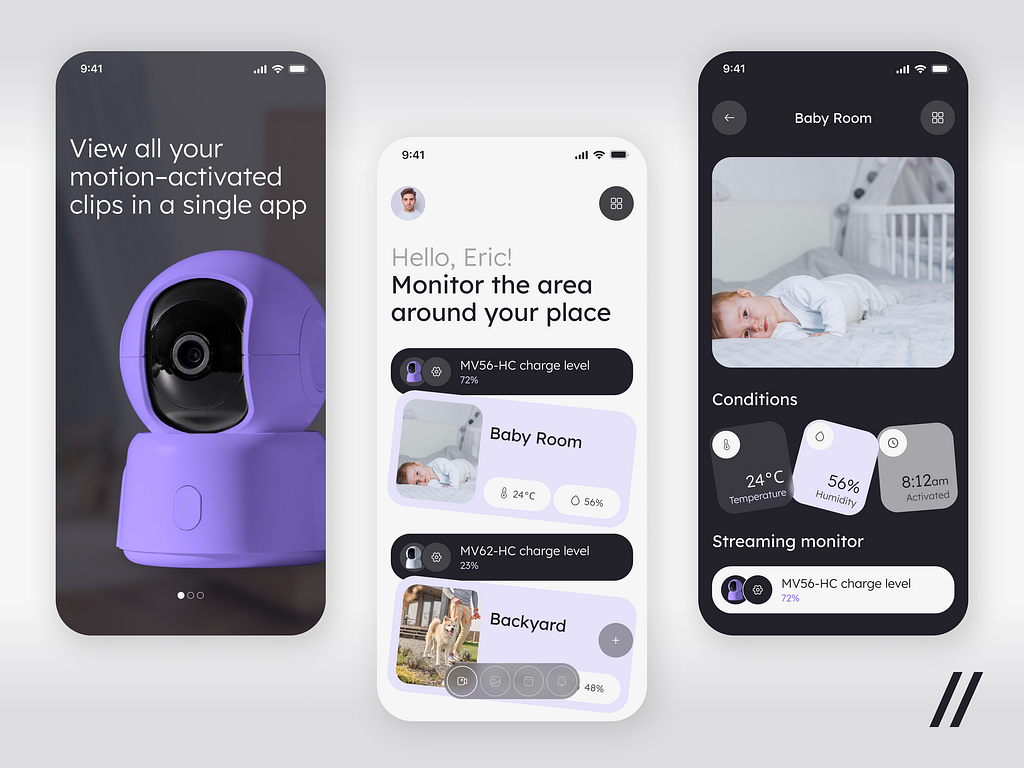 9:41
View all your
motion–activated
clips in a single app
9:41
Hello, Eric!
Monitor the area
around your place
MV56-HC charge level
72%
Baby Room
24°C
56%
MV62-HC charge level
23%
Backyard
48%
9:41
Baby Room
Conditions
24°C
Temperature
56%
Humidity
8:12am
Activated
Streaming monitor
MV56-HC charge level
72%